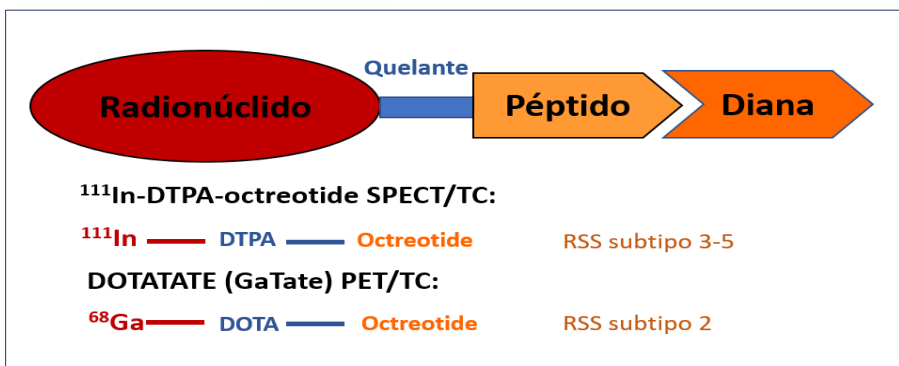 Quelante
Radionúclido Péptido Diana
¹¹¹In-DTPA-octreotide SPECT/TC:
¹¹¹In DTPA Octreotide RSS subtipo 3-5
DOTATATE (GaTate) PET/TC:
⁶⁸Ga DOTA Octreotide RSS subtipo 2